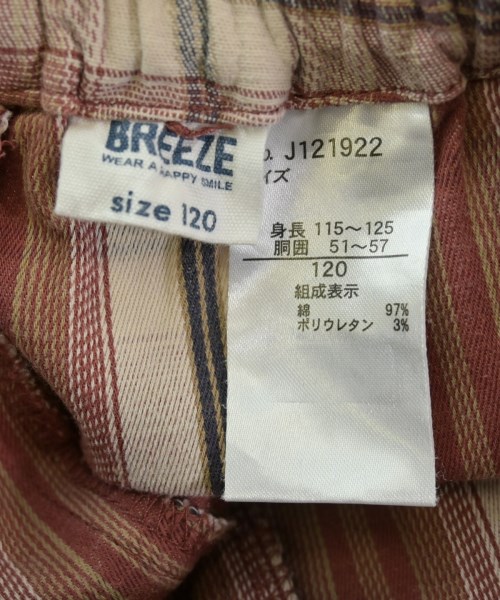 BREEZE
WEAR A HAPPY SMILE
size 120
o. J121922
イズ
身長 115～125
胴囲 51～57
120
組成表示
綿 97%
ポリウレタン 3%